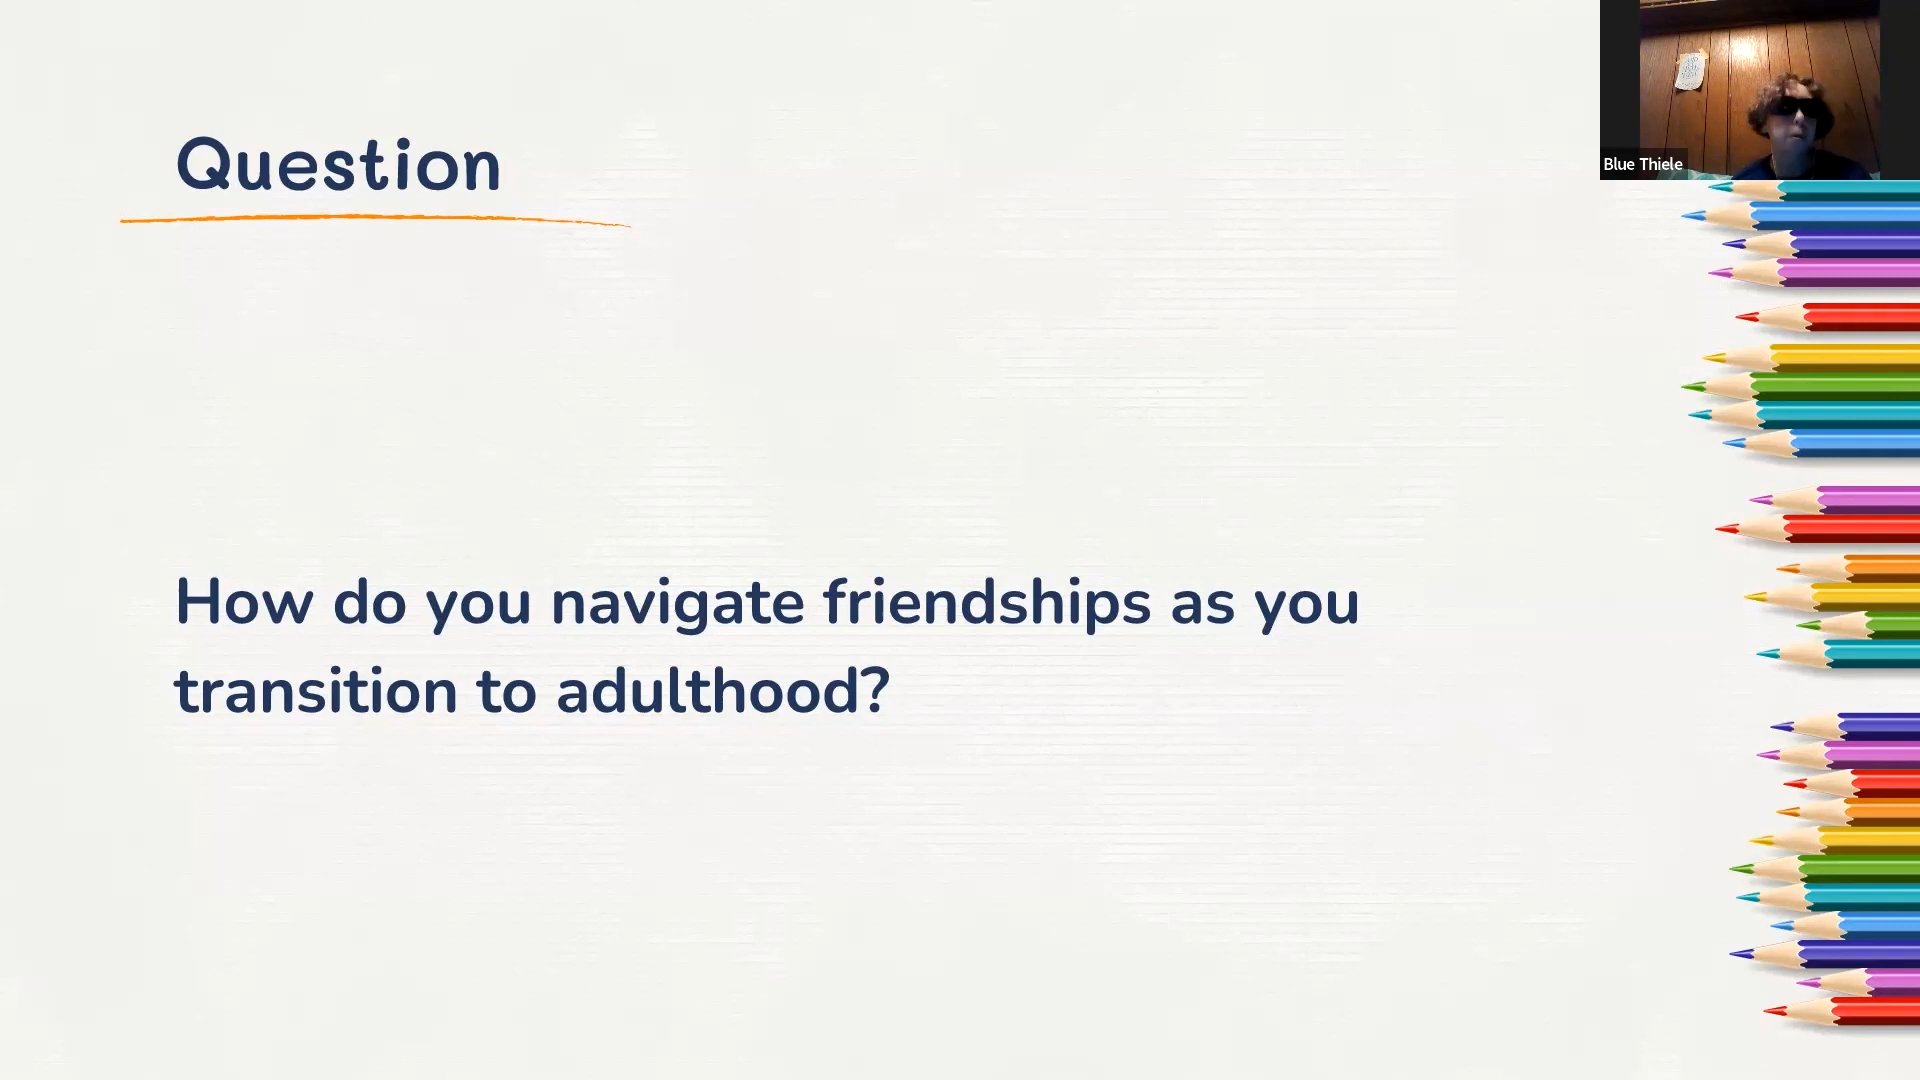 Question
Blue Thiele
How do you navigate friendships as you
transition to adulthood?